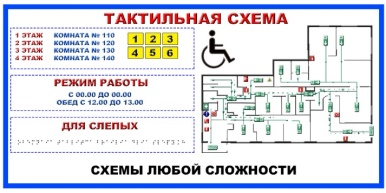 ТАКТИЛЬНАЯ СХЕМА
1 ЭТАЖ КОМНАТА № 110
2 ЭТАЖ КОМНАТА № 120
3 ЭТАЖ КОМНАТА № 130
4 ЭТАЖ КОМНАТА № 140
1 2 3
4 5 6
РЕЖИМ РАБОТЫ
С 00.00 ДО 00.00
ОБЕД С 12.00 ДО 13.00
ДЛЯ СЛЕПЫХ
СХЕМЫ ЛЮБОЙ СЛОЖНОСТИ